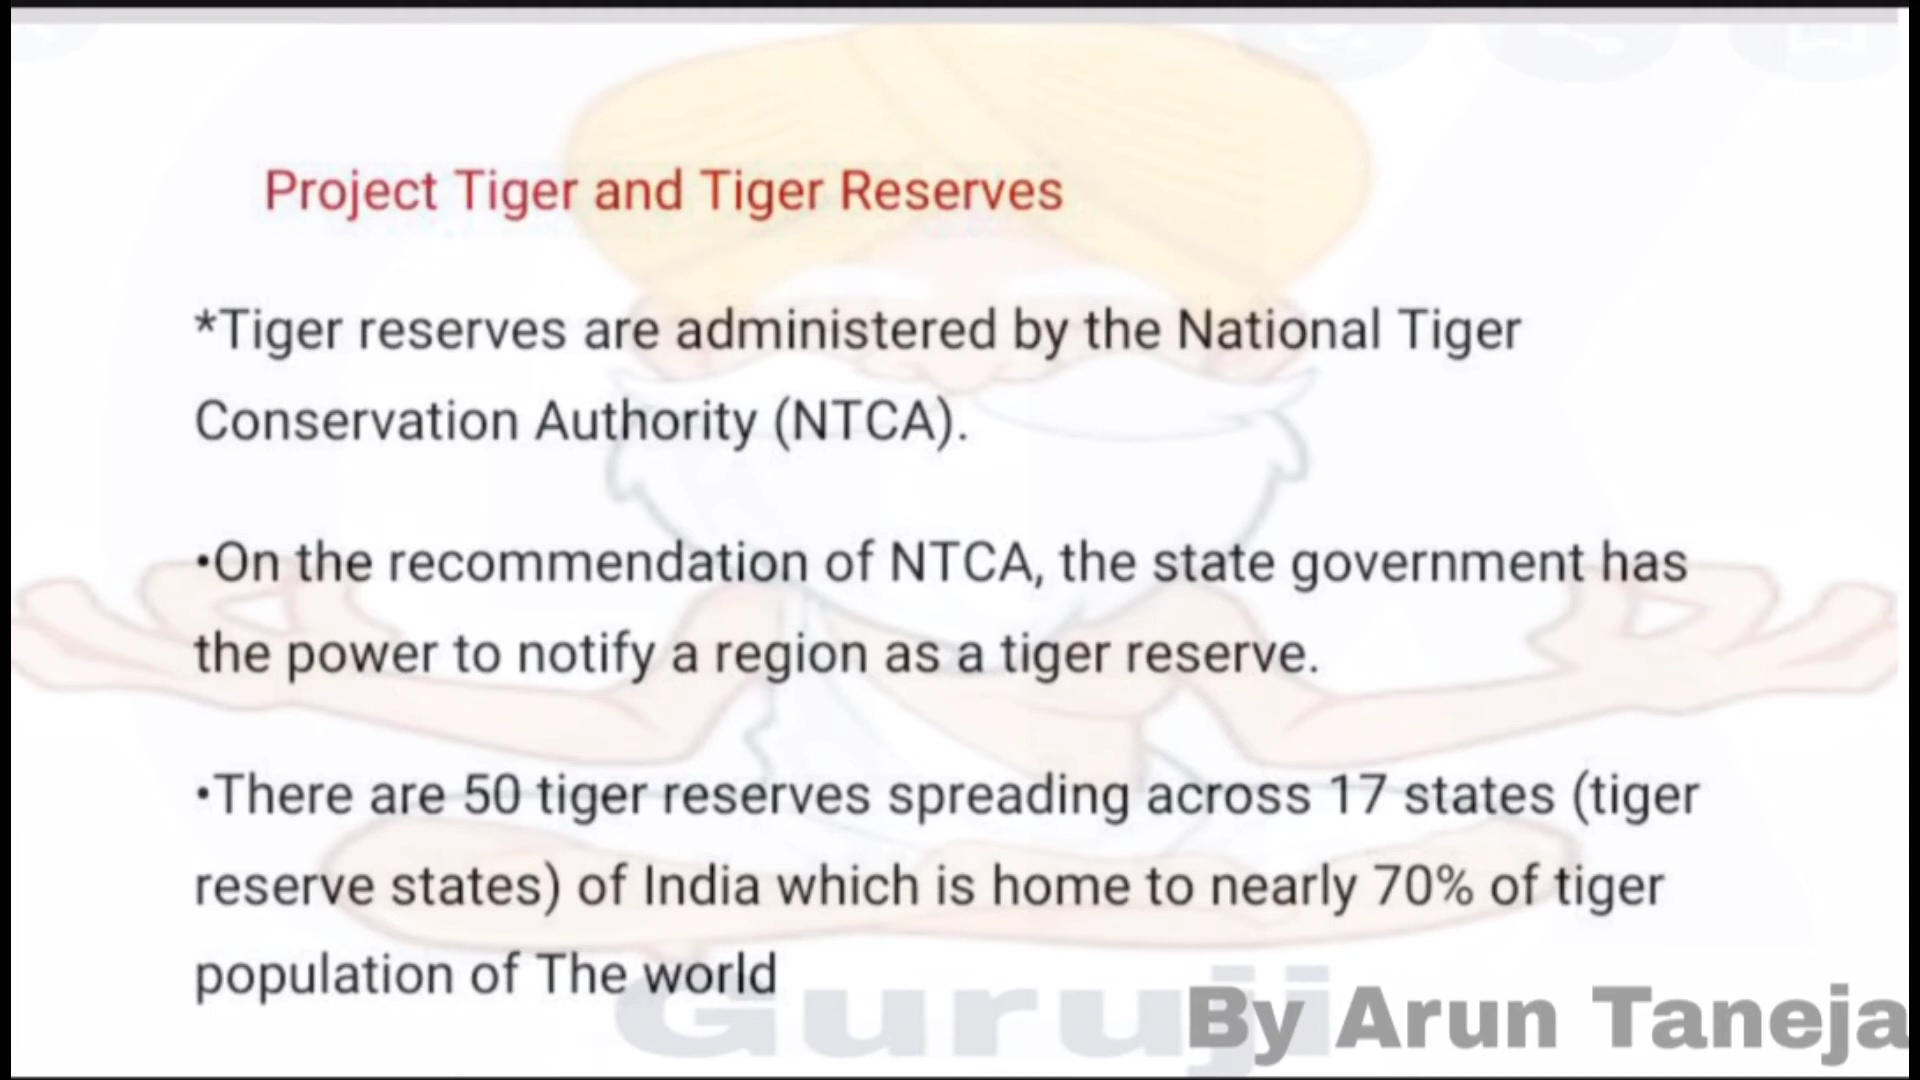 Project Tiger and Tiger Reserves
*Tiger reserves are administered by the National Tiger
Conservation Authority (NTCA).
•On the recommendation of NTCA, the state government has
the power to notify a region as a tiger reserve.
•There are 50 tiger reserves spreading across 17 states (tiger
reserve states) of India which is home to nearly 70% of tiger
population of The world
Guruji
By Arun Taneja